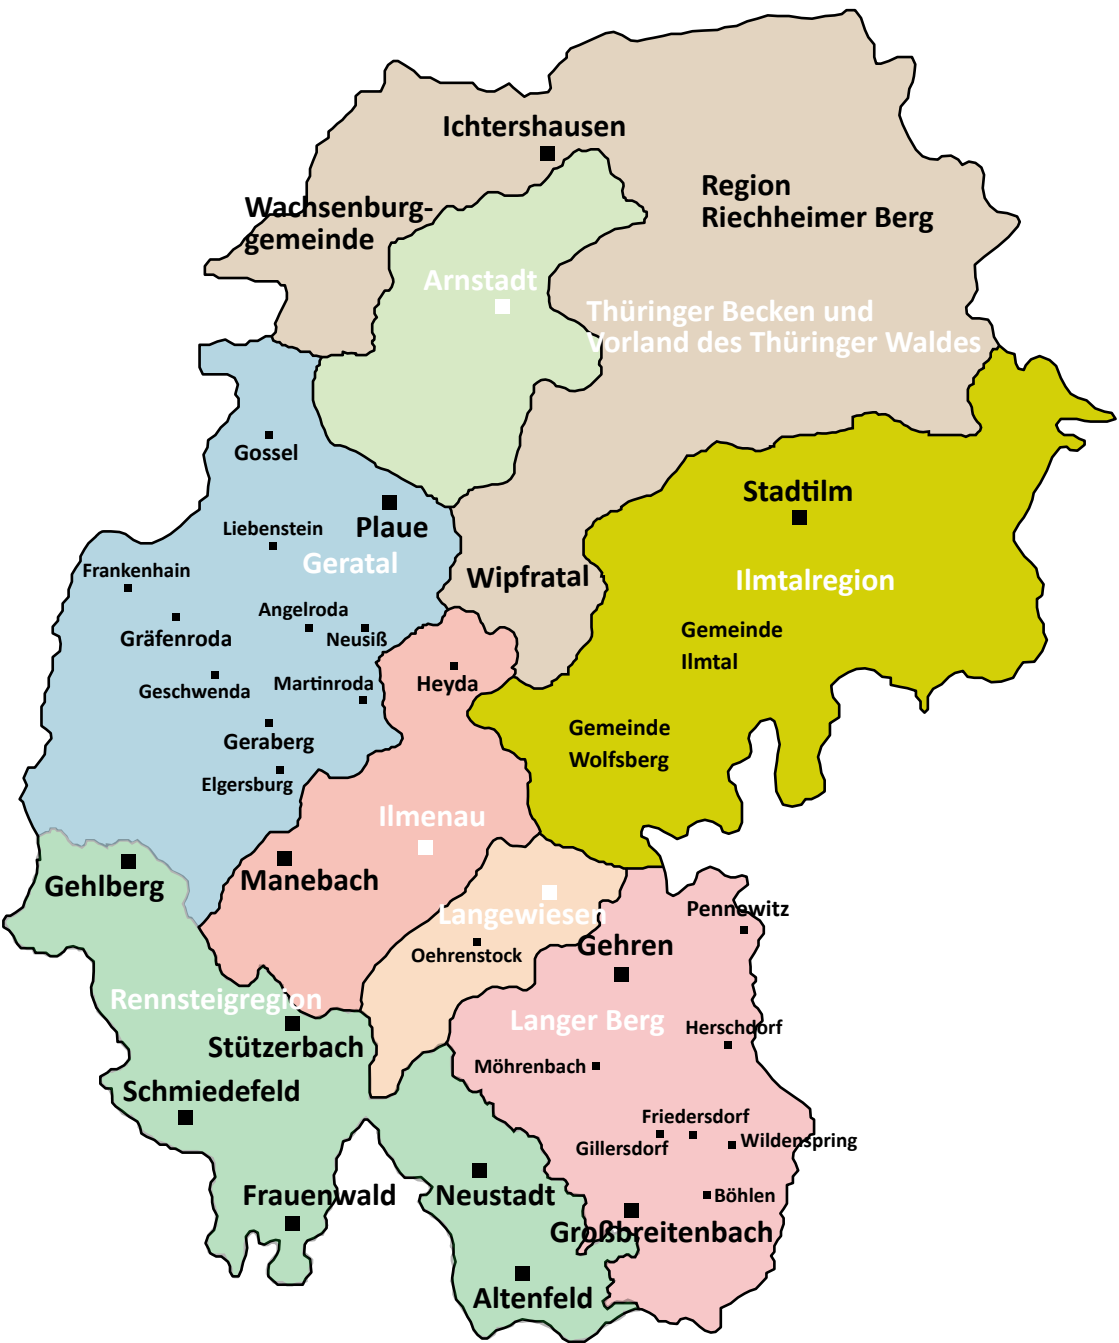 Ichtershausen
Region
Riechheimer Berg
Wachsenburg-
gemeinde
Arnstadt
Thüringer Becken und
Vorland des Thüringer Waldes
Gossel
Stadtilm
Plaue
Liebenstein
Geratal
Frankenhain
Wipfratal
Ilmtalregion
Angelroda
Gräfenroda
Neusiß
Gemeinde
Ilmtal
Geschwenda
Martinroda
Heyda
Geraberg
Gemeinde
Wolfsberg
Elgersburg
Ilmenau
Gehlberg
Manebach
Langewiesen
Pennewitz
Oehrenstock
Gehren
Rennsteigregion
Langer Berg
Herschdorf
Stützerbach
Möhrenbach
Schmiedefeld
Friedersdorf
Gillersdorf
Wildenspring
Frauenwald
Neustadt
Böhlen
Großbreitenbach
Altenfeld